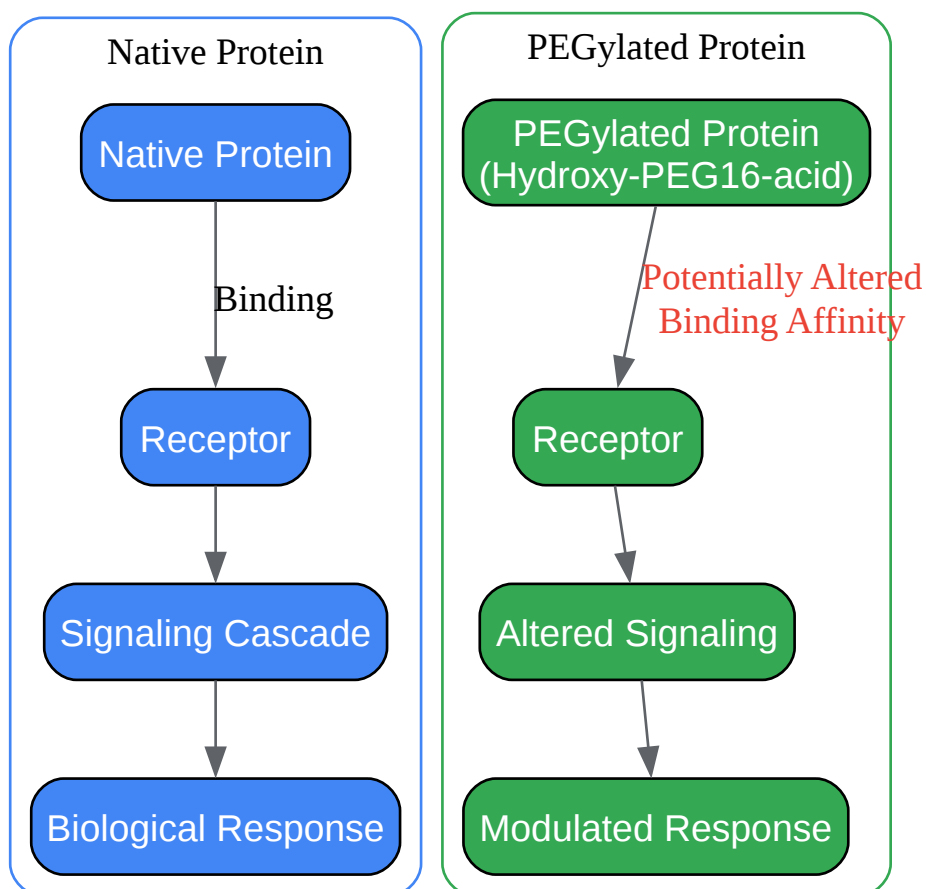 Native Protein
Native Protein
Binding
Receptor
Signaling Cascade
Biological Response
PEGylated Protein
PEGylated Protein
(Hydroxy-PEG16-acid)
Potentially Altered
Binding Affinity
Receptor
Altered Signaling
Modulated Response